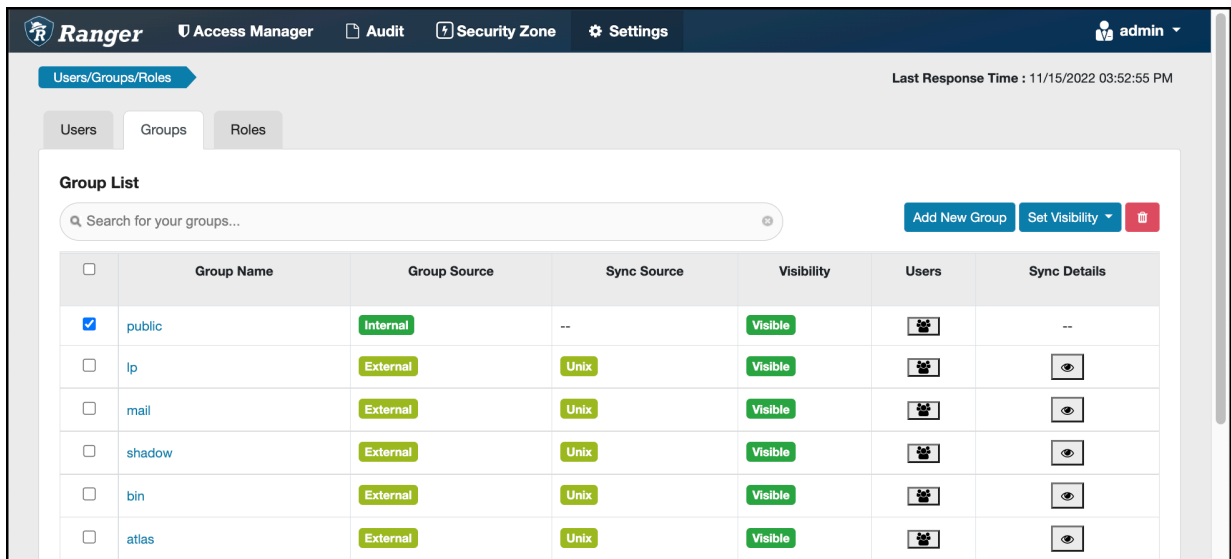 Ranger Access Manager Audit Security Zone Settings admin
Users/Groups/Roles Last Response Time : 11/15/2022 03:52:55 PM
Users Groups Roles
Group List
Search for your groups... Add New Group Set Visibility
Group Name Group Source Sync Source Visibility Users Sync Details
public Internal -- Visible --
lp External Unix Visible
mail External Unix Visible
shadow External Unix Visible
bin External Unix Visible
atlas External Unix Visible